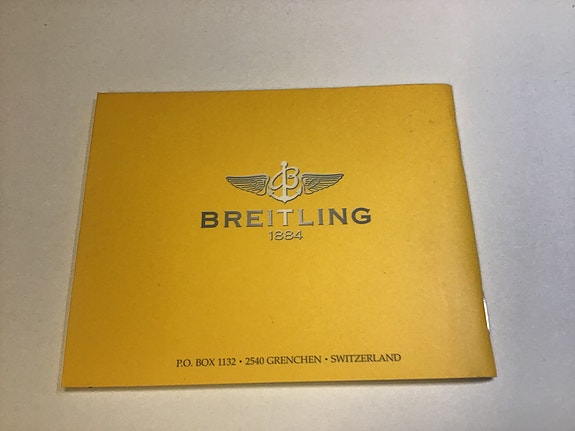 B
BREITLING
1884
P.O. BOX 1132 · 2540 GRENCHEN · SWITZERLAND